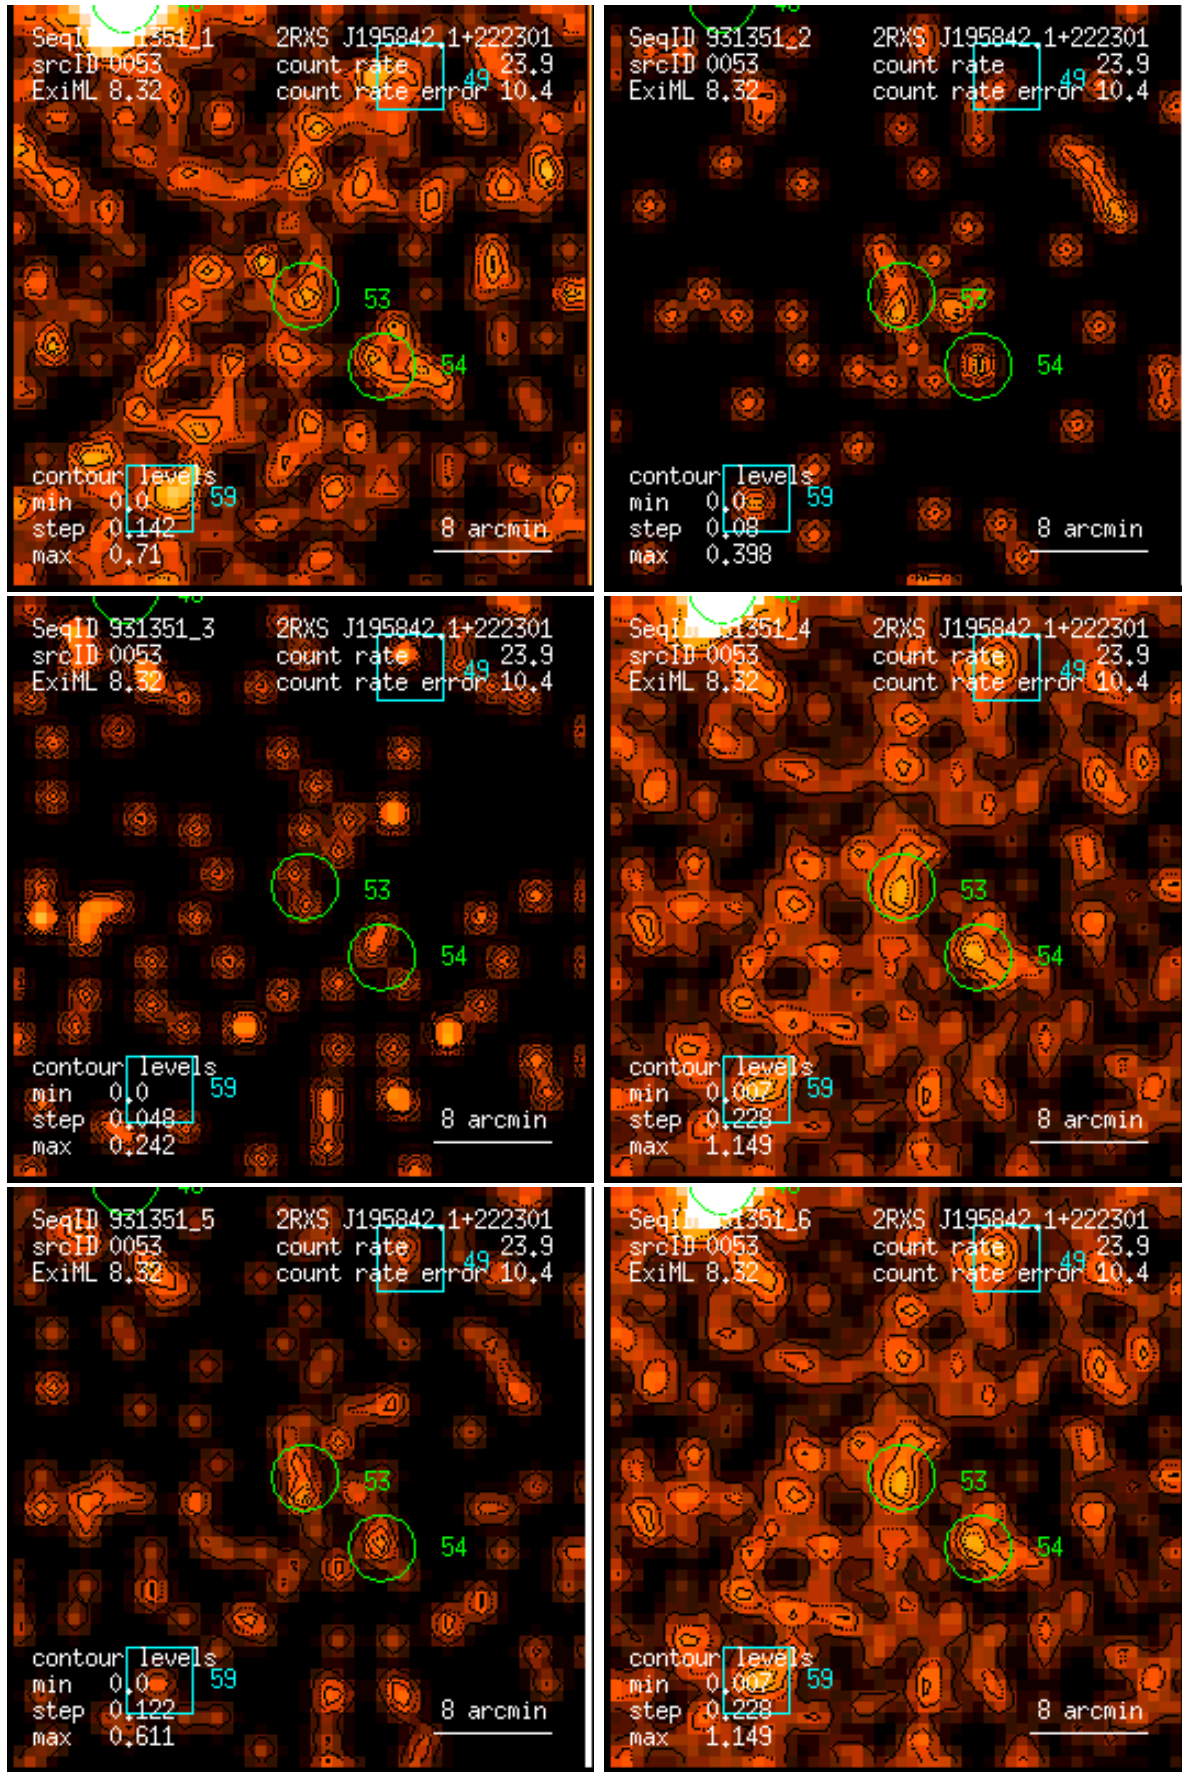 48
SeqID 1351_1 2RXS J195842.1+222301
srcID 0053 count rate 23.9
ExiML 8.32 count rate error 10.4
49
53
54
contour levels
min 0.0 59
step 0.142 8 arcmin
max 0.71
48
SeqID 931351_2 2RXS J195842.1+222301
srcID 0053 count rate 23.9
ExiML 8.32 count rate error 10.4
49
53
54
contour levels
min 0.0 59
step 0.08 8 arcmin
max 0.398
48
SeqID 931351_3 2RXS J195842.1+222301
srcID 0053 count rate 23.9
ExiML 8.32 count rate error 10.4
49
53
54
contour levels
min 0.0 59
step 0.048 8 arcmin
max 0.242
48
SeqID 1351_4 2RXS J195842.1+222301
srcID 0053 count rate 23.9
ExiML 8.32 count rate error 10.4
49
53
54
contour levels
min 0.007 59
step 0.228 8 arcmin
max 1.149
48
SeqID 931351_5 2RXS J195842.1+222301
srcID 0053 count rate 23.9
ExiML 8.32 count rate error 10.4
49
53
54
contour levels
min 0.0 59
step 0.122 8 arcmin
max 0.611
48
SeqID 1351_6 2RXS J195842.1+222301
srcID 0053 count rate 23.9
ExiML 8.32 count rate error 10.4
49
53
54
contour levels
min 0.007 59
step 0.228 8 arcmin
max 1.149